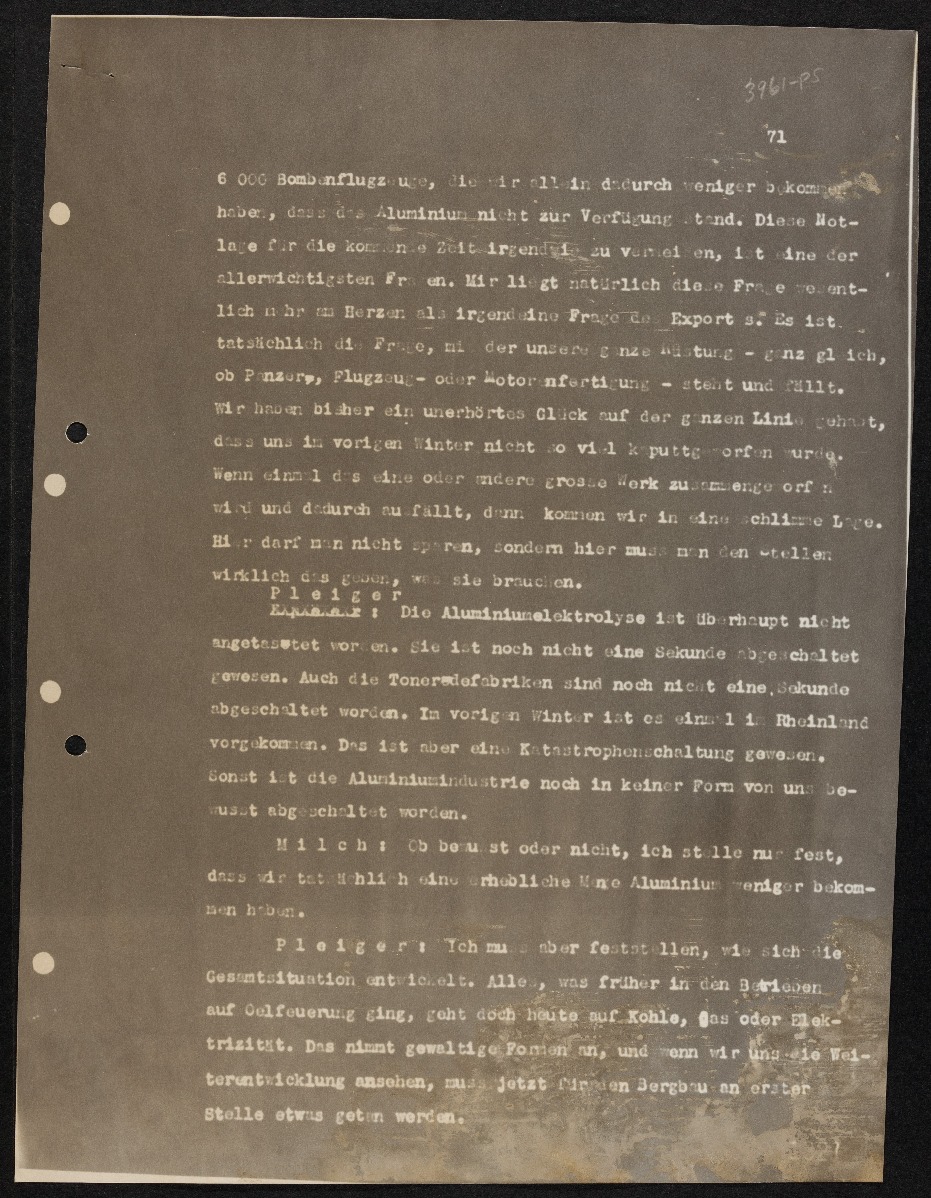 3961-PS
71
6 000 Bombenflugzeuge, die wir allein dadurch weniger bekommen
haben, dass das Aluminium nicht zur Verfügung stand. Diese Not-
lage für die kommende Zeit irgendwie zu vermeiden, ist eine der
allerwichtigsten Fragen. Mir liegt natürlich diese Frage wesent-
lich mehr am Herzen als irgendeine Frage des Export s. Es ist
tatsächlich die Frage, mit der unsere ganze Rüstung - ganz gleich,
ob Panzer, Flugzeug- oder Motorenfertigung - steht und fällt.
Wir haben bisher ein unerhörtes Glück auf der ganzen Linie gehabt,
dass uns im vorigen Winter nicht so viel kaputtgeworfen wurde.
Wenn einmal das eine oder andere grosse Werk zusammengeworfen
wird und dadurch ausfällt, dann kommen wir in eine schlimme Lage.
Hier darf man nicht sparen, sondern hier muss man den Stellen
wirklich das geben, was sie brauchen.
P l e i g e r
: Die Aluminiumelektrolyse ist überhaupt nicht
angetastet worden. Sie ist noch nicht eine Sekunde abgeschaltet
gewesen. Auch die Tonerdefabriken sind noch nicht eine Sekunde
abgeschaltet worden. Im vorigen Winter ist es einmal im Rheinland
vorgekommen. Das ist aber eine Katastrophenschaltung gewesen.
Sonst ist die Aluminiumindustrie noch in keiner Form von uns be-
wusst abgeschaltet worden.
M i l c h : Ob bewusst oder nicht, ich stelle nur fest,
dass wir tatsächlich eine erhebliche Menge Aluminium weniger bekom-
men haben.
P l e i g e r : Ich muss aber feststellen, wie sich die
Gesamtsituation entwickelt. Alles, was früher in den Betrieben
auf Oelfeuerung ging, geht doch heute auf Kohle, Gas oder Elek-
trizität. Das nimmt gewaltige Formen an, und wenn wir uns die Wei-
terentwicklung ansehen, muss jetzt für den Bergbau an erster
Stelle etwas getan werden.